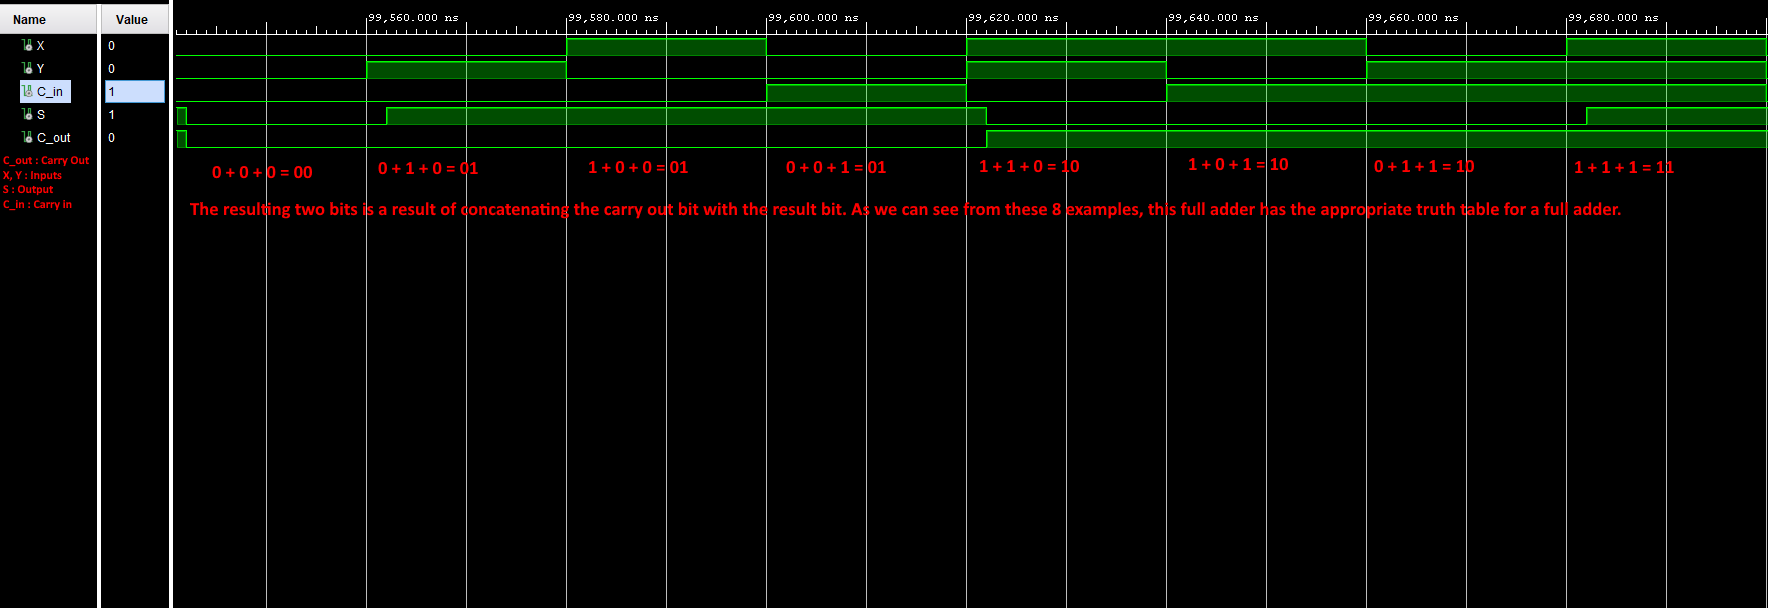 Name Value
99,560.000 ns 99,580.000 ns 99,600.000 ns 99,620.000 ns 99,640.000 ns 99,660.000 ns 99,680.000 ns
X 0
Y 0
C_in 1
S 1
C_out 0
C_out : Carry Out
X, Y : Inputs
S : Output
C_in : Carry in
0 + 0 + 0 = 00 0 + 1 + 0 = 01 1 + 0 + 0 = 01 0 + 0 + 1 = 01 1 + 1 + 0 = 10 1 + 0 + 1 = 10 0 + 1 + 1 = 10 1 + 1 + 1 = 11
The resulting two bits is a result of concatenating the carry out bit with the result bit. As we can see from these 8 examples, this full adder has the appropriate truth table for a full adder.